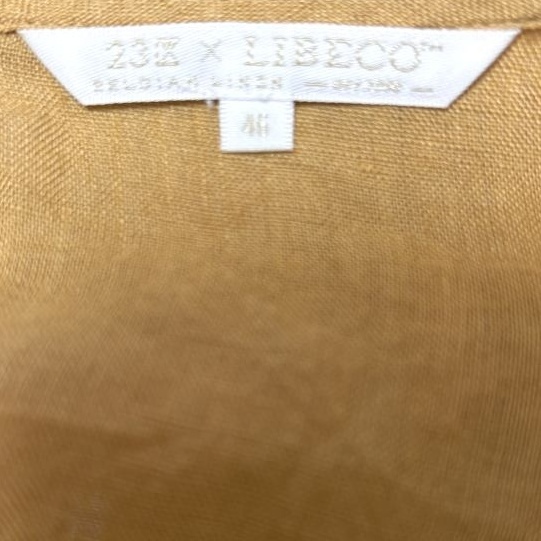 23区 × LIBECO™
BELGIAN LINEN
46